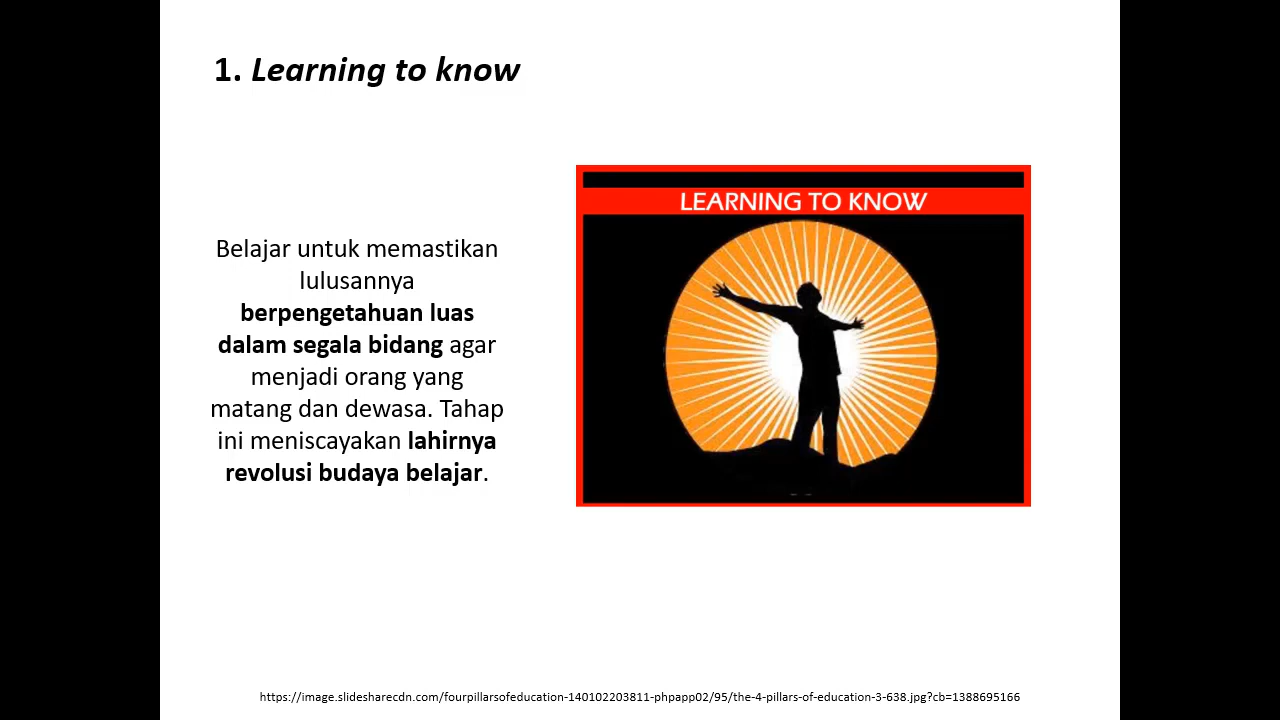 1. Learning to know
LEARNING TO KNOW
Belajar untuk memastikan
lulusannya
berpengetahuan luas
dalam segala bidang agar
menjadi orang yang
matang dan dewasa. Tahap
ini meniscayakan lahirnya
revolusi budaya belajar.
https://image.slidesharecdn.com/fourpillarsofeducation-140102203811-phpapp02/95/the-4-pillars-of-education-3-638.jpg?cb=1388695166